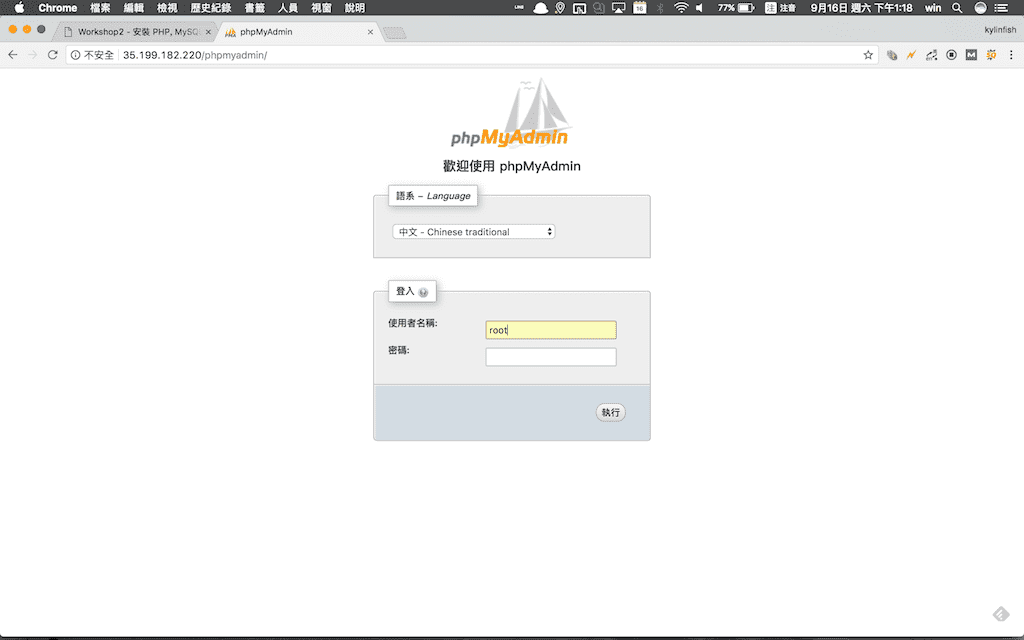 Chrome 檔案 編輯 檢視 歷史紀錄 書籤 人員 視窗 說明 LINE 16 77% 注 注音 9月16日 週六 下午1:18 win
Workshop2 - 安裝 PHP, MySQ phpMyAdmin kylinfish
不安全 35.199.182.220/phpmyadmin/ M
phpMyAdmin
歡迎使用 phpMyAdmin
語系 – Language
中文 - Chinese traditional
登入
使用者名稱: root
密碼:
執行